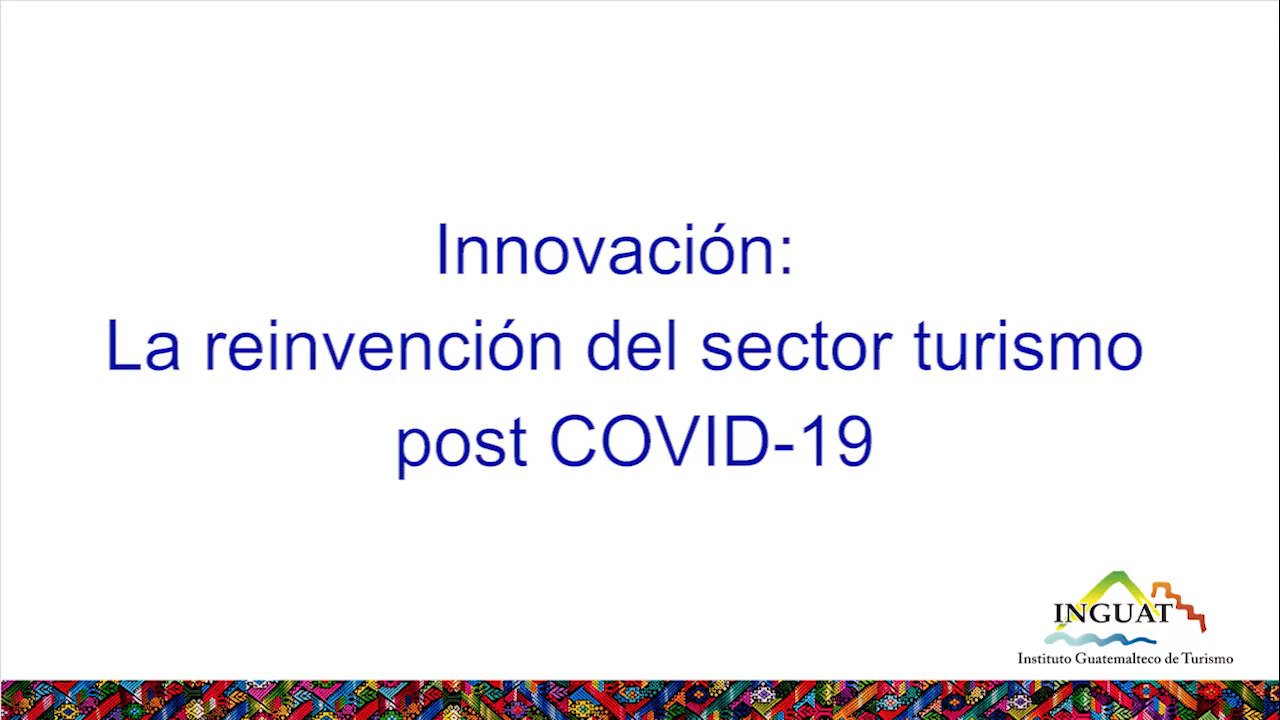 Innovación:
La reinvención del sector turismo
post COVID-19
INGUAT
Instituto Guatemalteco de Turismo